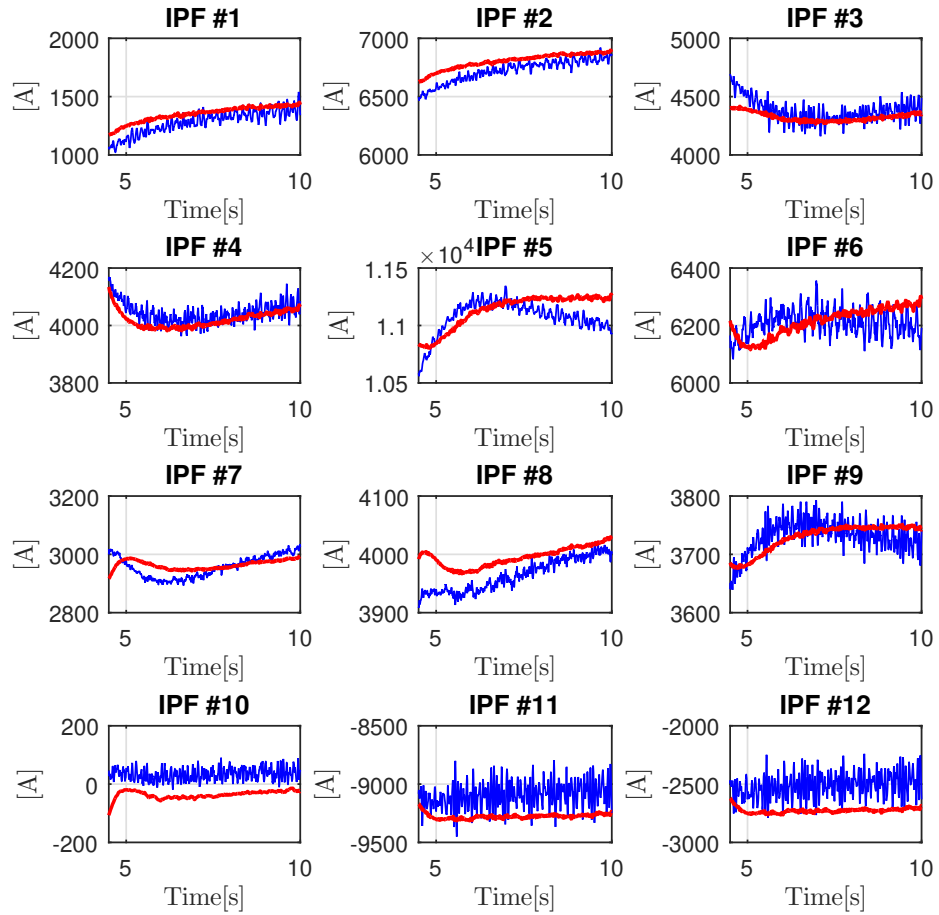 IPF #1
IPF #2
IPF #3
2000
1500
1000
[A]
5
10
Time[s]
7000
6500
6000
[A]
5
10
Time[s]
5000
4500
4000
[A]
5
10
Time[s]
IPF #4
× 10⁴ IPF #5
IPF #6
4200
4000
3800
[A]
5
10
Time[s]
1.15
1.1
1.05
[A]
5
10
Time[s]
6400
6200
6000
[A]
5
10
Time[s]
IPF #7
IPF #8
IPF #9
3200
3000
2800
[A]
5
10
Time[s]
4100
4000
3900
[A]
5
10
Time[s]
3800
3700
3600
[A]
5
10
Time[s]
IPF #10
IPF #11
IPF #12
200
0
-200
[A]
5
10
Time[s]
-8500
-9000
-9500
[A]
5
10
Time[s]
-2000
-2500
-3000
[A]
5
10
Time[s]